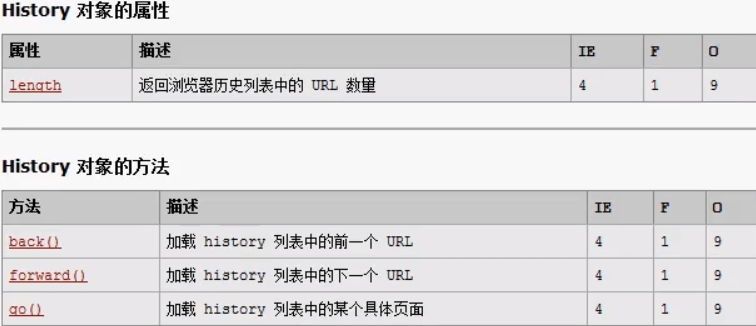 History 对象的属性
属性 描述 IE F O
length 返回浏览器历史列表中的 URL 数量 4 1 9
History 对象的方法
方法 描述 IE F O
back() 加载 history 列表中的前一个 URL 4 1 9
forward() 加载 history 列表中的下一个 URL 4 1 9
go() 加载 history 列表中的某个具体页面 4 1 9